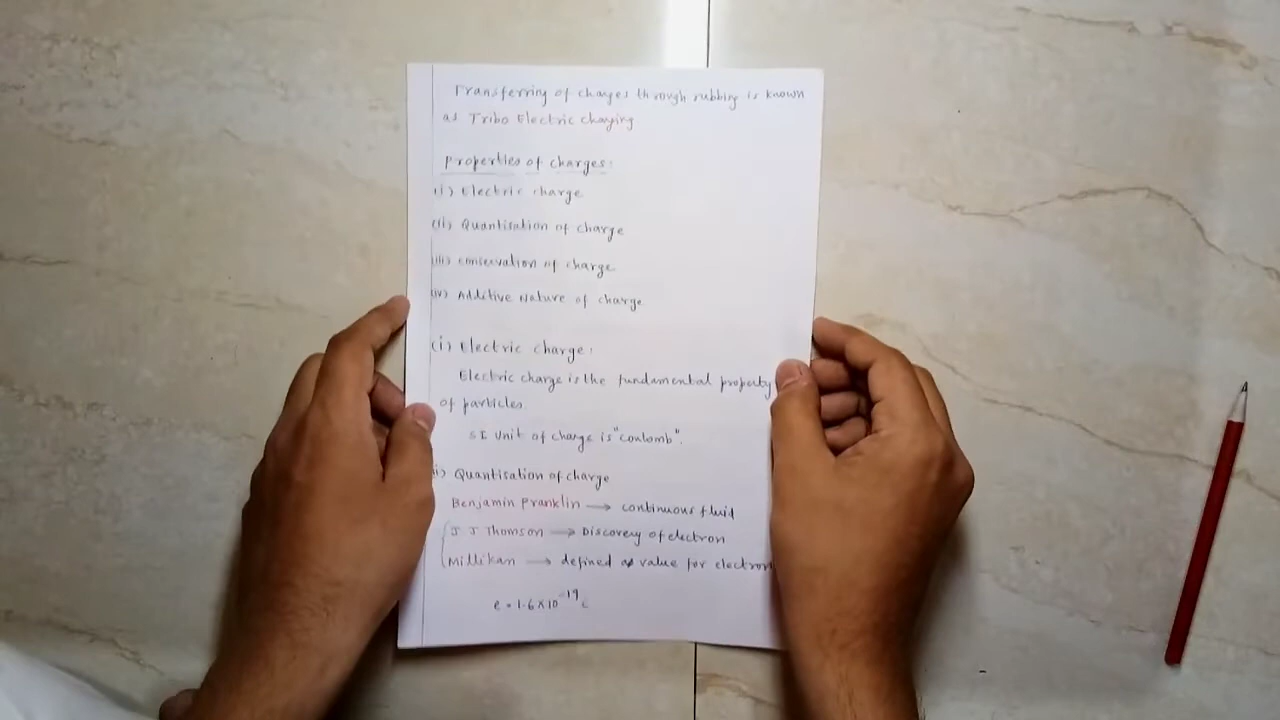 Transferring of charges through rubbing is known
as Tribo Electric charging
properties of charges:
(i) Electric charge
(ii) Quantisation of charge
(iii) conservation of charge
(iv) Additive Nature of charge
(i) Electric charge:
Electric charge is the fundamental property
of particles
SI Unit of charge is "coulomb".
ii) Quantisation of charge
Benjamin Franklin → continuous fluid
J J Thomson → Discovery of electron
Millikan → defined value for electron
e = 1.6 × 10⁻¹⁹ c